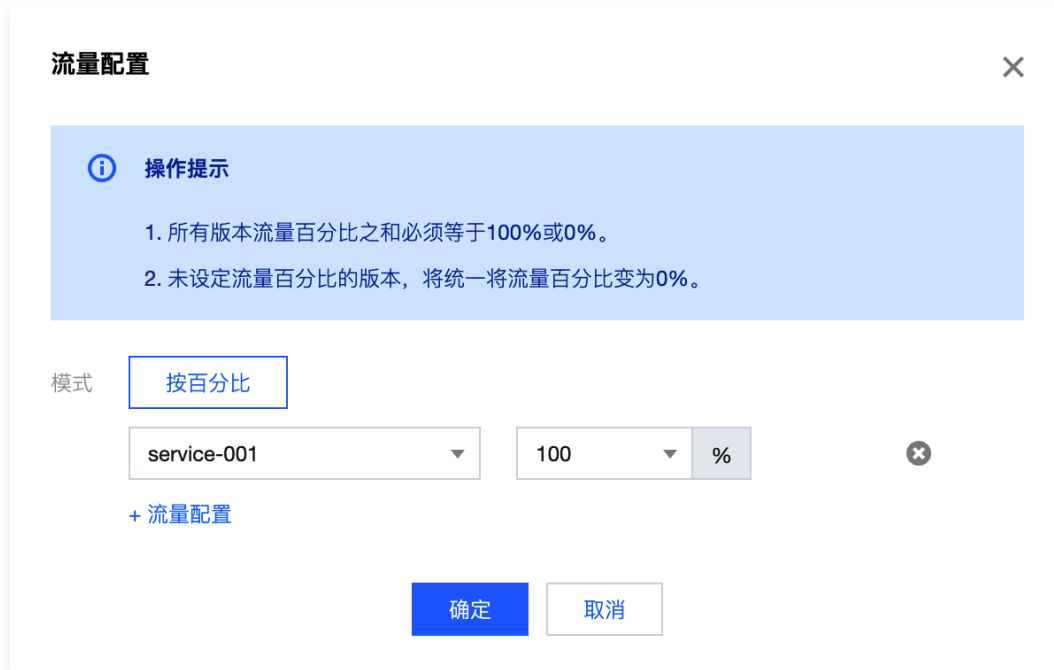 流量配置
操作提示
1. 所有版本流量百分比之和必须等于100%或0%。
2. 未设定流量百分比的版本，将统一将流量百分比变为0%。
模式 按百分比
service-001 100 %
+ 流量配置
确定 取消